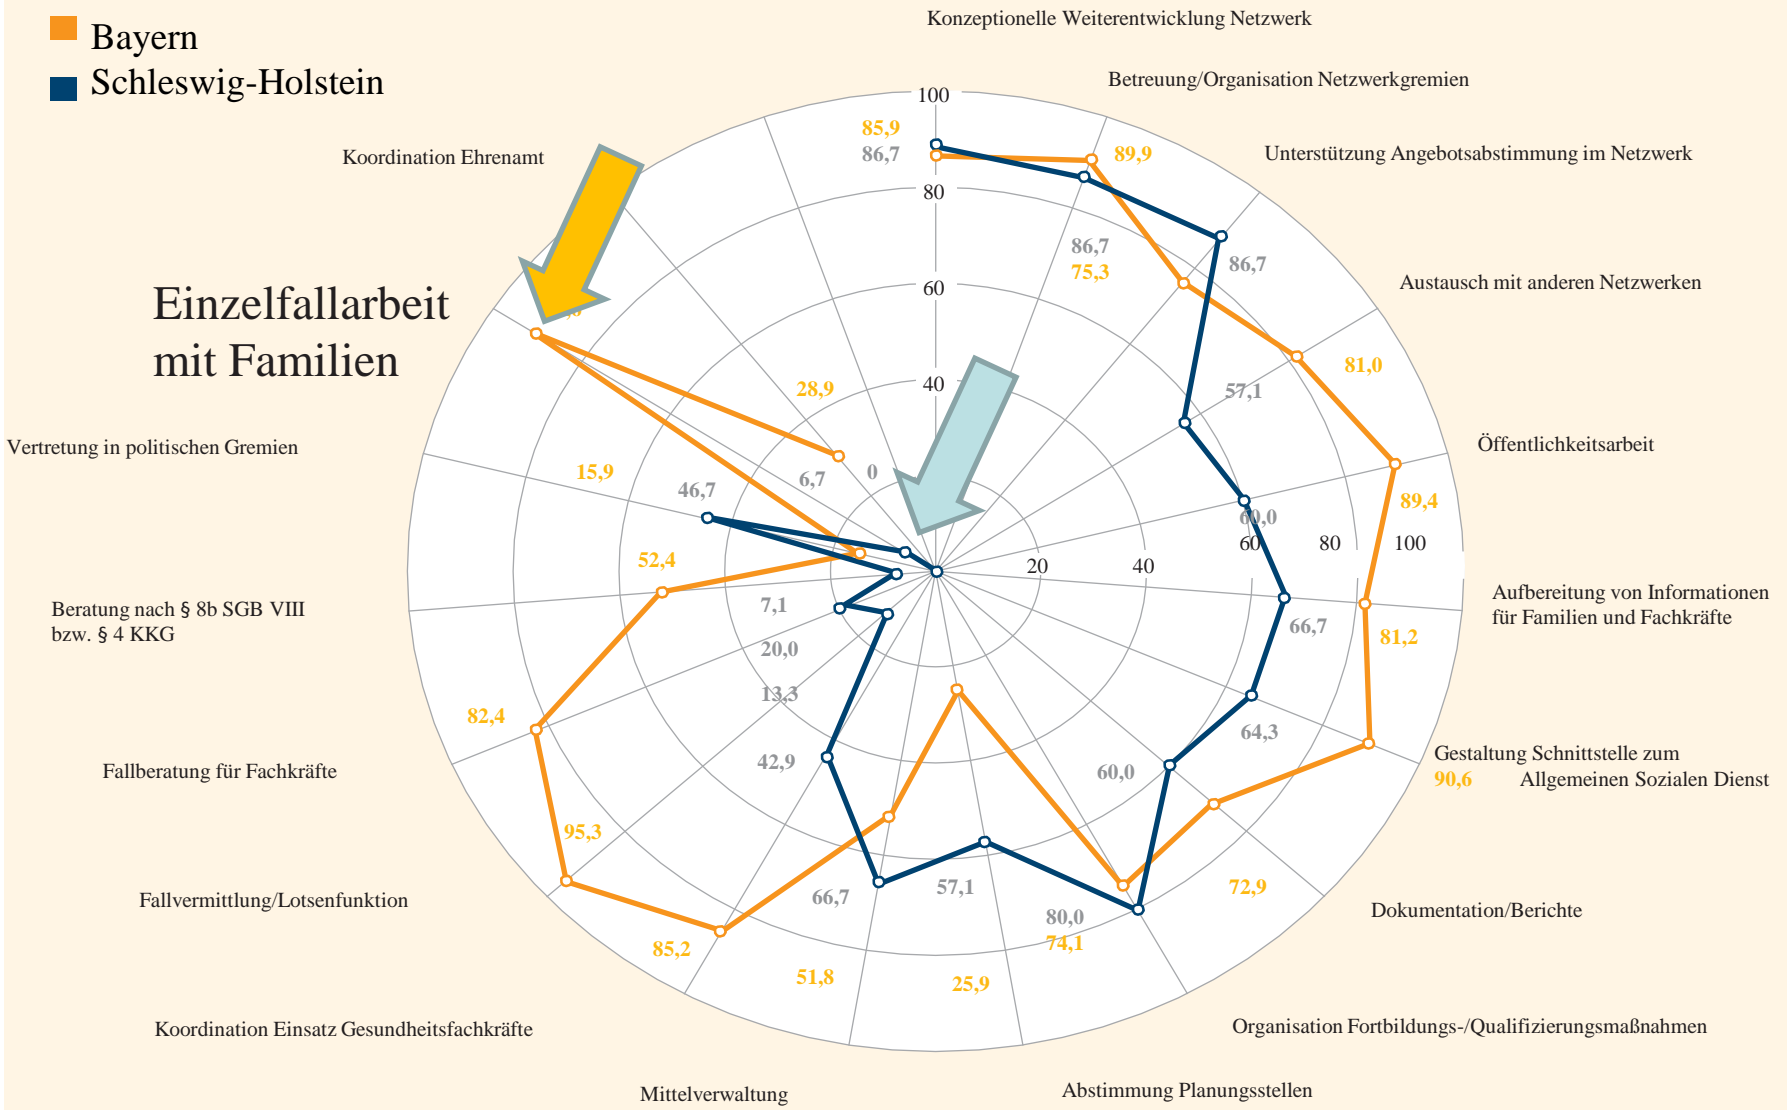 Bayern
Schleswig-Holstein
Konzeptionelle Weiterentwicklung Netzwerk
Betreuung/Organisation Netzwerkgremien
Unterstützung Angebotsabstimmung im Netzwerk
Austausch mit anderen Netzwerken
Öffentlichkeitsarbeit
Aufbereitung von Informationen
für Familien und Fachkräfte
Gestaltung Schnittstelle zum
Allgemeinen Sozialen Dienst
Dokumentation/Berichte
Organisation Fortbildungs-/Qualifizierungsmaßnahmen
Abstimmung Planungsstellen
Mittelverwaltung
Koordination Einsatz Gesundheitsfachkräfte
Fallvermittlung/Lotsenfunktion
Fallberatung für Fachkräfte
Beratung nach § 8b SGB VIII
bzw. § 4 KKG
Vertretung in politischen Gremien
Einzelfallarbeit
mit Familien
Koordination Ehrenamt
100
80
60
40
20
40
60
80
100
85,9
86,7
89,9
86,7
75,3
86,7
81,0
57,1
89,4
60,0
81,2
66,7
90,6
64,3
72,9
60,0
80,0
74,1
25,9
57,1
51,8
66,7
85,2
42,9
95,3
13,3
82,4
20,0
52,4
7,1
15,9
46,7
6,7
28,9
0